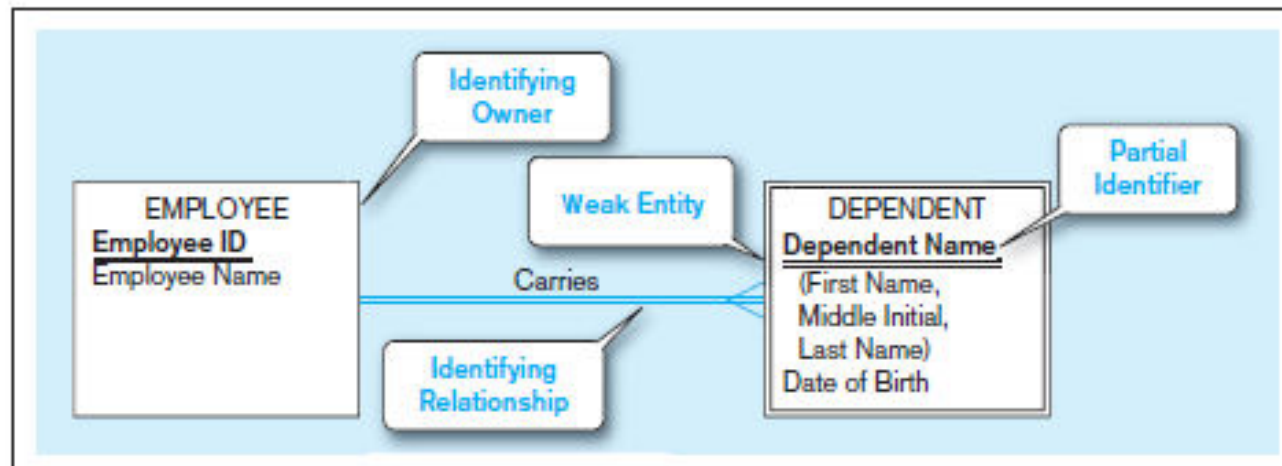 Identifying
Owner
Partial
Identifier
Weak Entity
EMPLOYEE
Employee ID
Employee Name
DEPENDENT
Dependent Name
(First Name,
Middle Initial,
Last Name)
Date of Birth
Carries
Identifying
Relationship